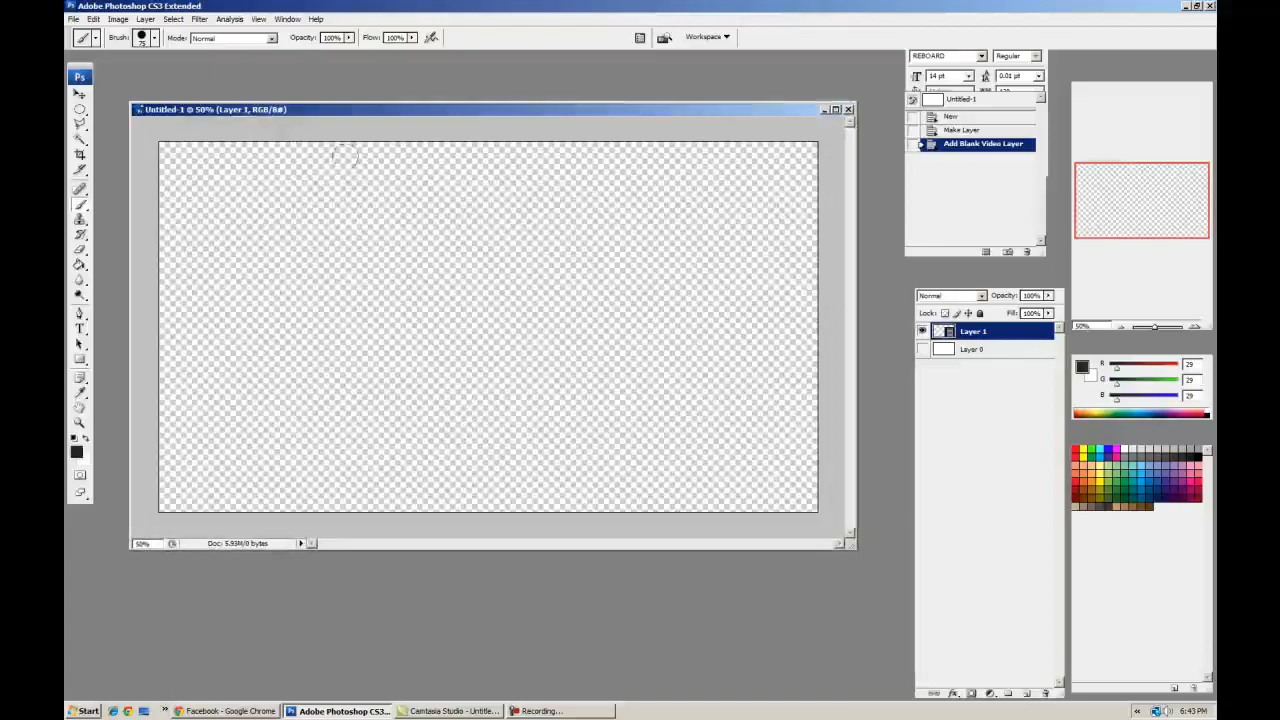 Adobe Photoshop CS3 Extended
File Edit Image Layer Select Filter Analysis View Window Help
Brush: 75 Mode: Normal Opacity: 100% Flow: 100% Workspace
REBOARD Regular
14 pt 0.01 pt
Ps
Untitled-1 @ 50% (Layer 1, RGB/8#)
Untitled-1
New
Make Layer
Add Blank Video Layer
Normal Opacity: 100%
Lock: Fill: 100%
Layer 1
Layer 0
50%
R 29
G 29
B 29
50% Doc: 5.93M/0 bytes
Start Facebook - Google Chrome Adobe Photoshop CS3... Camtasia Studio - Untitle... Recording... 6:43 PM